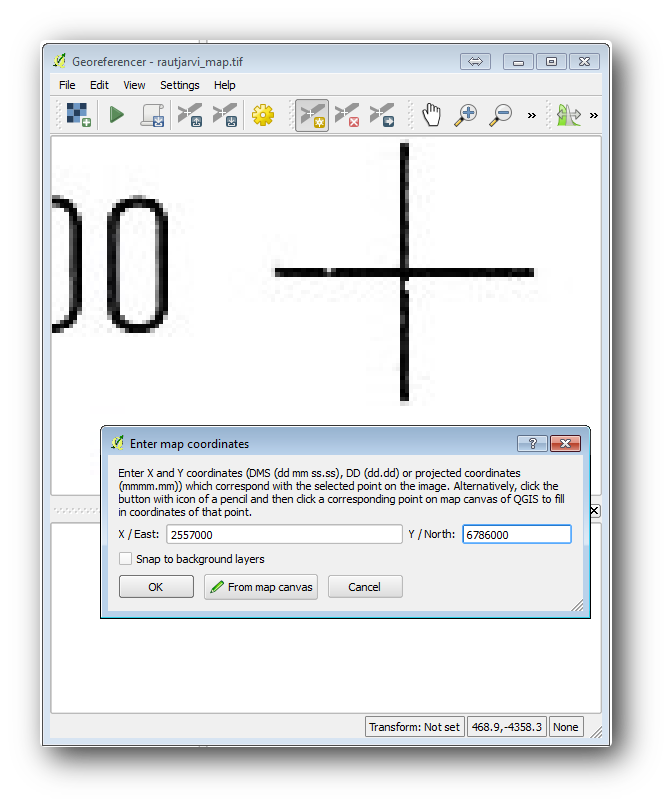 Georeferencer - rautjarvi_map.tif
File Edit View Settings Help
» »
00
Enter map coordinates
?
Enter X and Y coordinates (DMS (dd mm ss.ss), DD (dd.dd) or projected coordinates
(mmmm.mm)) which correspond with the selected point on the image. Alternatively, click the
button with icon of a pencil and then click a corresponding point on map canvas of QGIS to fill
in coordinates of that point.
X / East: 2557000 Y / North: 6786000
Snap to background layers
OK From map canvas Cancel
Transform: Not set 468.9,-4358.3 None